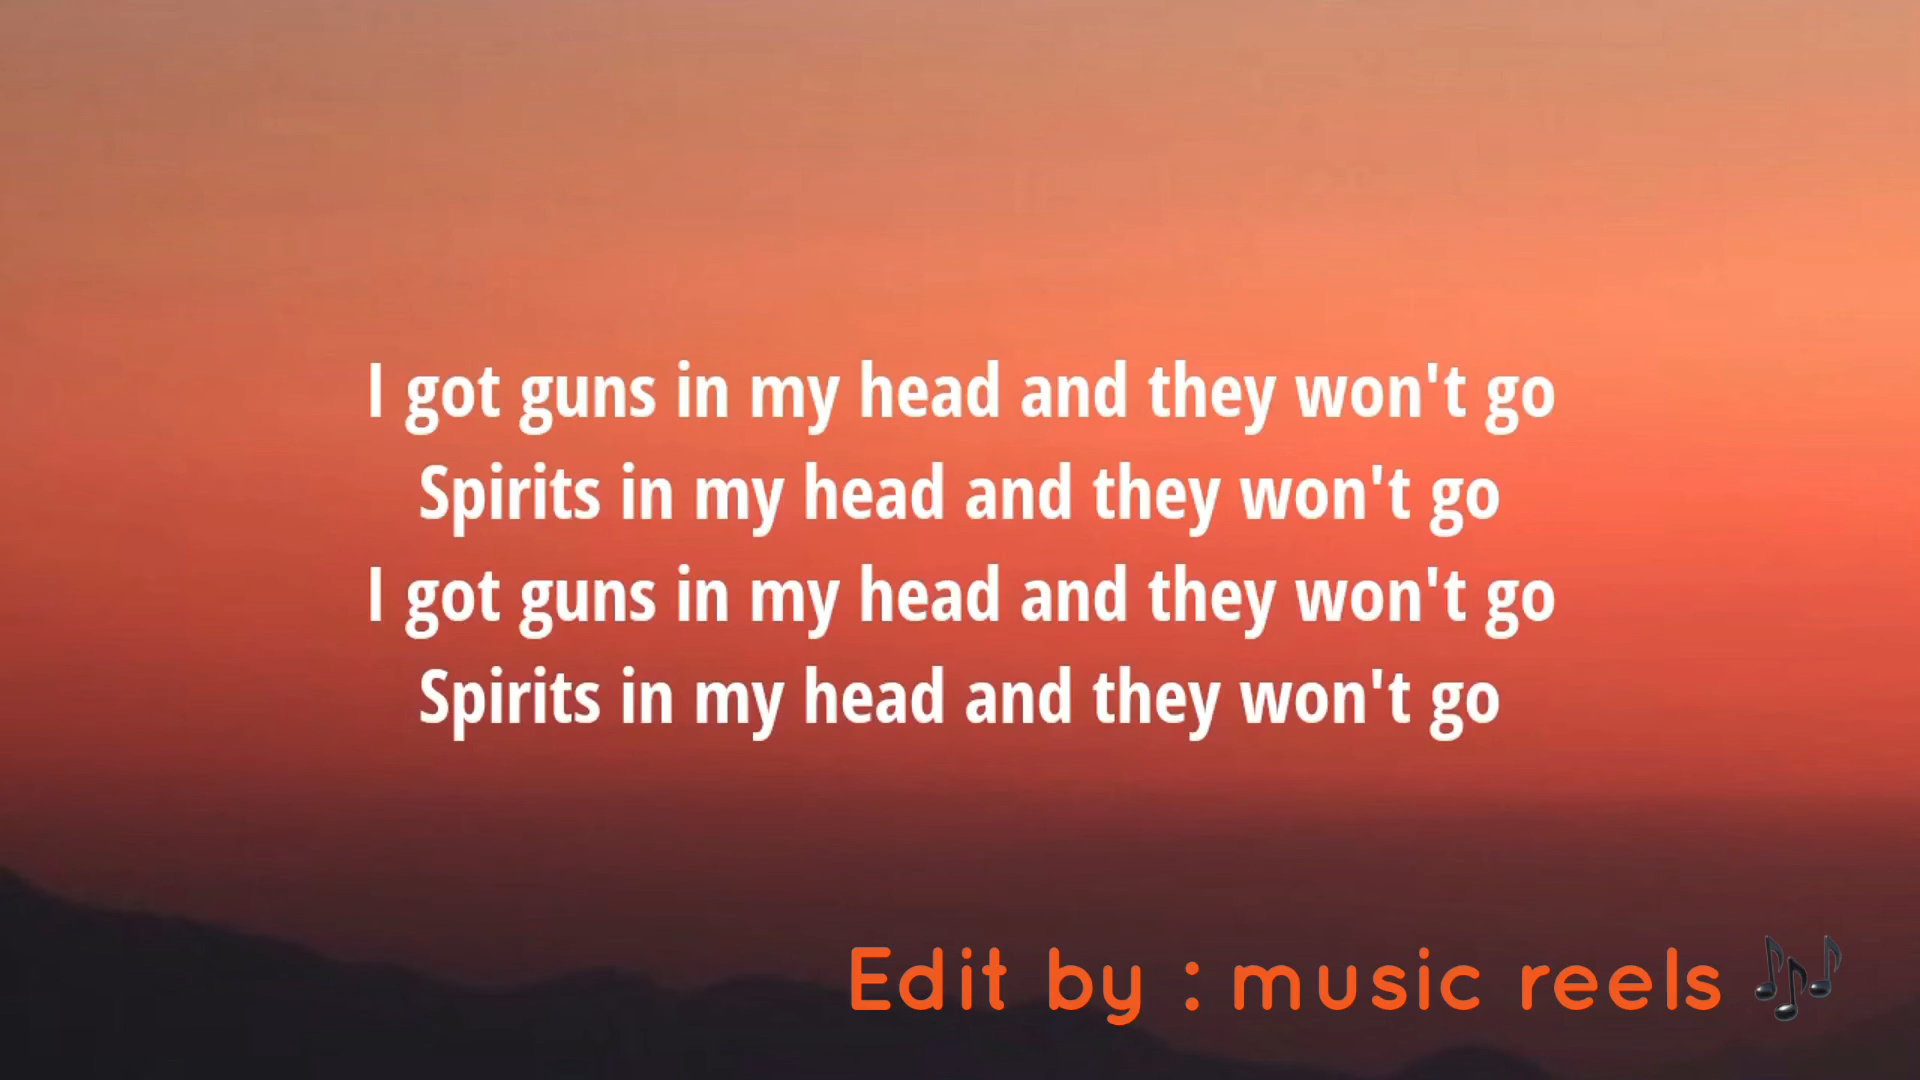 I got guns in my head and they won't go
Spirits in my head and they won't go
I got guns in my head and they won't go
Spirits in my head and they won't go
Edit by : music reels 🎶